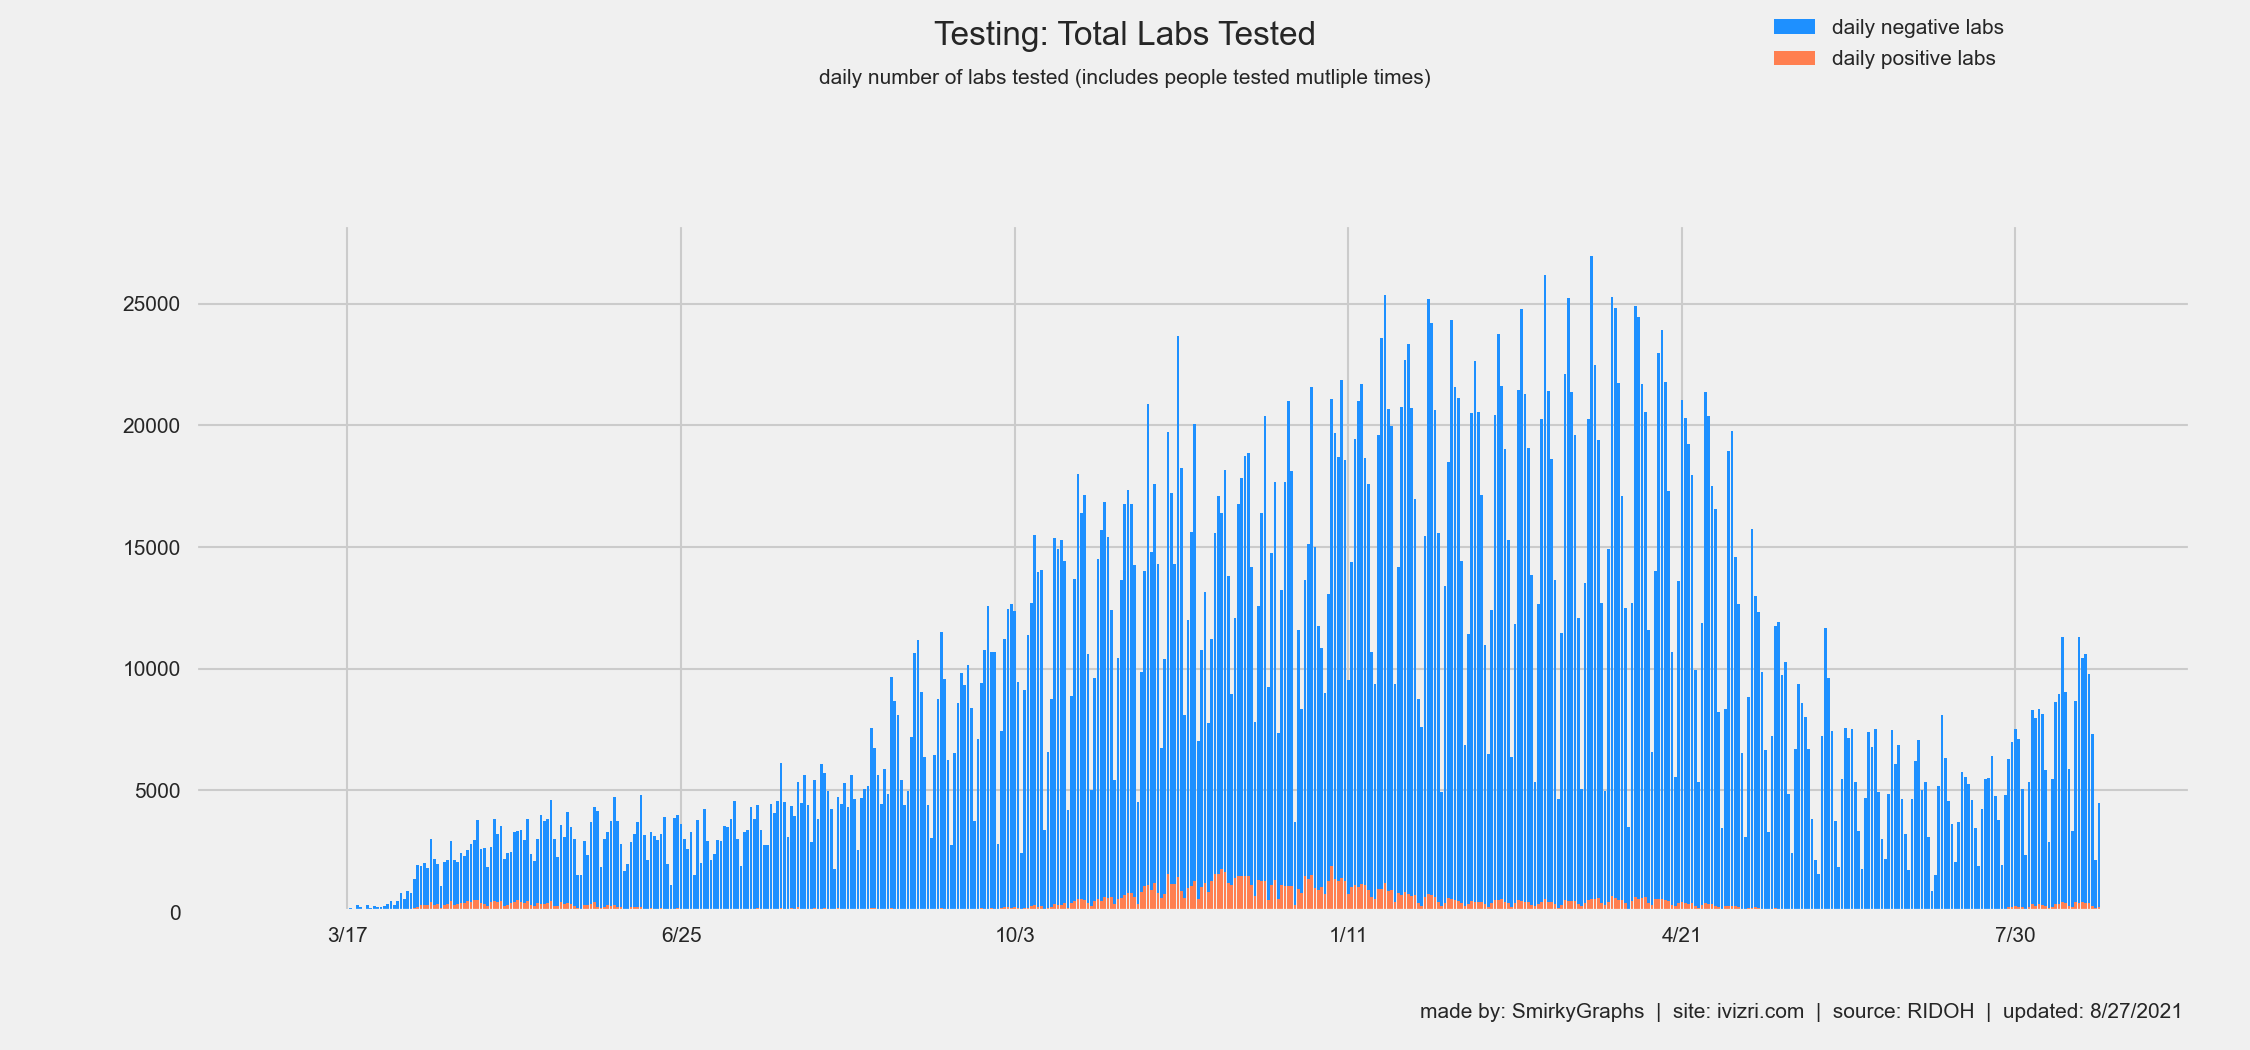 Testing: Total Labs Tested
daily number of labs tested (includes people tested mutliple times)
daily negative labs
daily positive labs
25000
20000
15000
10000
5000
0
3/17
6/25
10/3
1/11
4/21
7/30
made by: SmirkyGraphs | site: ivizri.com | source: RIDOH | updated: 8/27/2021